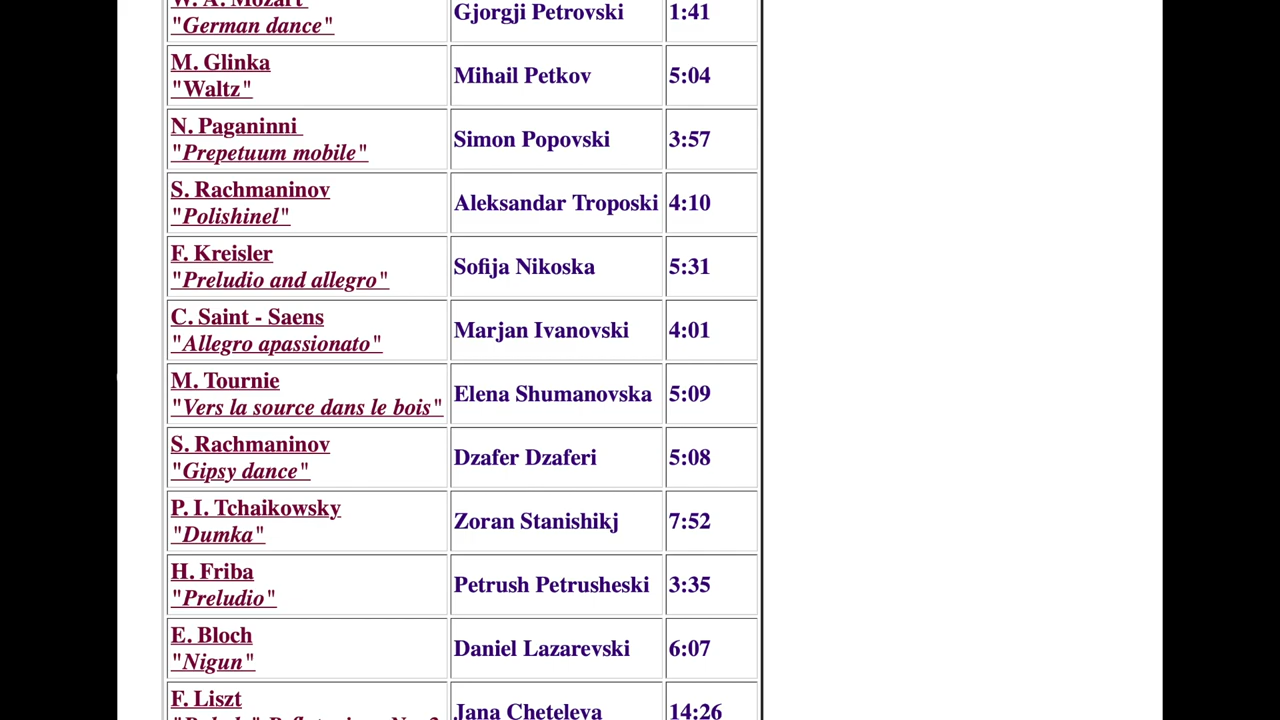 W. A. Mozart
"German dance"
Gjorgji Petrovski
1:41
M. Glinka
"Waltz"
Mihail Petkov
5:04
N. Paganinni
"Prepetuum mobile"
Simon Popovski
3:57
S. Rachmaninov
"Polishinel"
Aleksandar Troposki
4:10
F. Kreisler
"Preludio and allegro"
Sofija Nikoska
5:31
C. Saint - Saens
"Allegro apassionato"
Marjan Ivanovski
4:01
M. Tournie
"Vers la source dans le bois"
Elena Shumanovska
5:09
S. Rachmaninov
"Gipsy dance"
Dzafer Dzaferi
5:08
P. I. Tchaikowsky
"Dumka"
Zoran Stanishikj
7:52
H. Friba
"Preludio"
Petrush Petrusheski
3:35
E. Bloch
"Nigun"
Daniel Lazarevski
6:07
F. Liszt
Jana Cheteleva
14:26